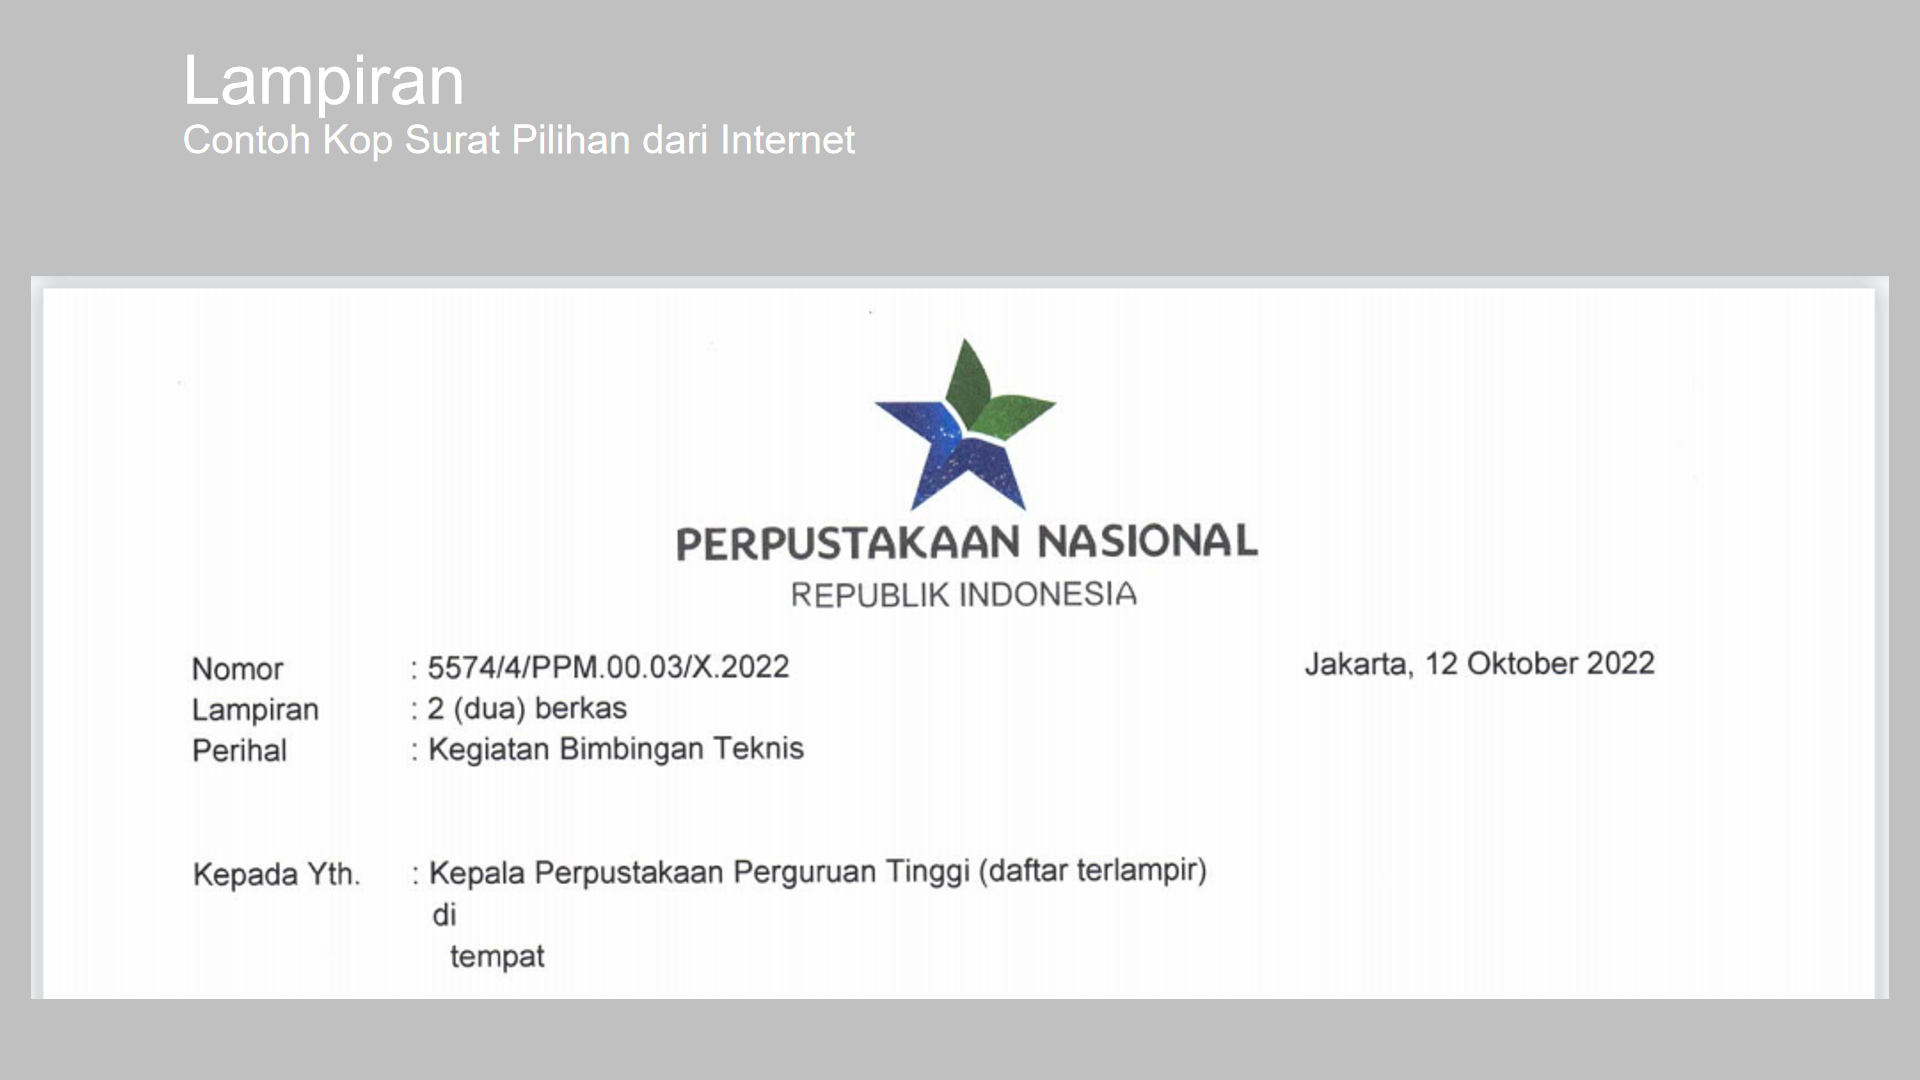 Lampiran
Contoh Kop Surat Pilihan dari Internet
PERPUSTAKAAN NASIONAL
REPUBLIK INDONESIA
Nomor : 5574/4/PPM.00.03/X.2022 Jakarta, 12 Oktober 2022
Lampiran : 2 (dua) berkas
Perihal : Kegiatan Bimbingan Teknis
Kepada Yth. : Kepala Perpustakaan Perguruan Tinggi (daftar terlampir)
di
tempat